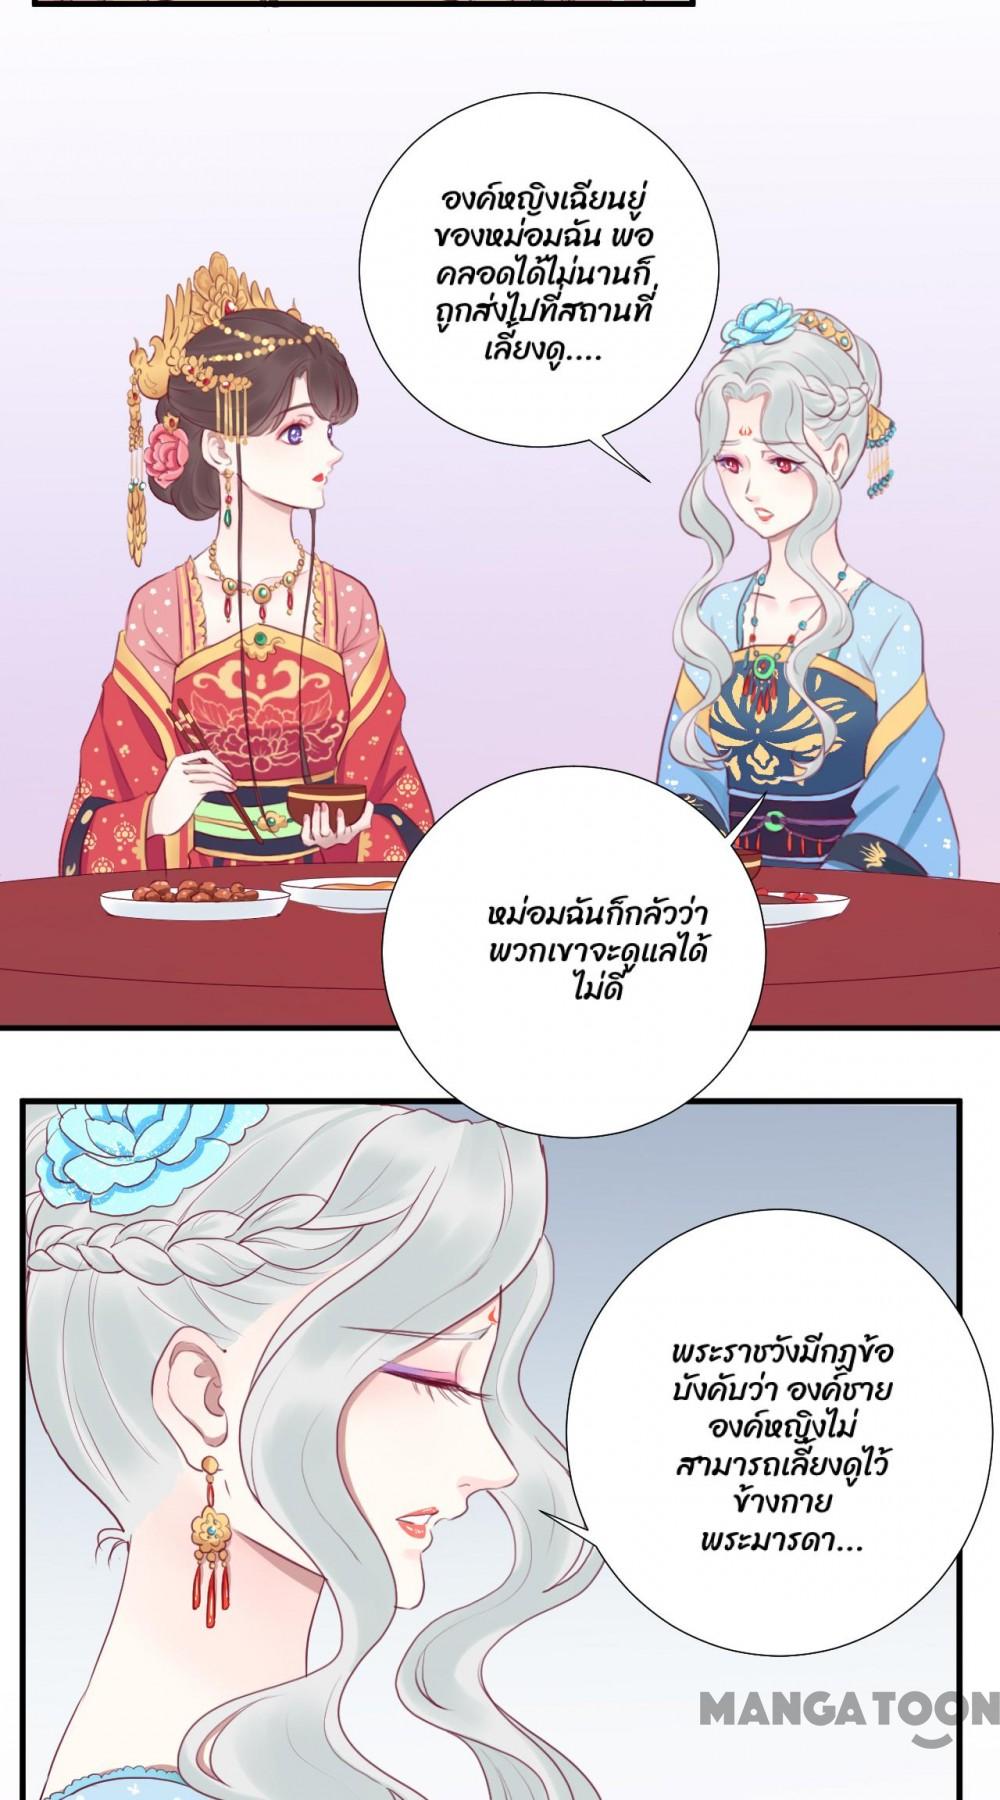 องค์หญิงเฉียนยู่
ของหม่อมฉัน พอ
คลอดได้ไม่นานก็
ถูกส่งไปที่สถานที่
เลี้ยงดู....
หม่อมฉันก็กลัวว่า
พวกเขาจะดูแลได้
ไม่ดี
พระราชวังมีกฎข้อ
บังคับว่า องค์ชาย
องค์หญิงไม่
สามารถเลี้ยงดูไว้
ข้างกาย
พระมารดา...
MANGATOON